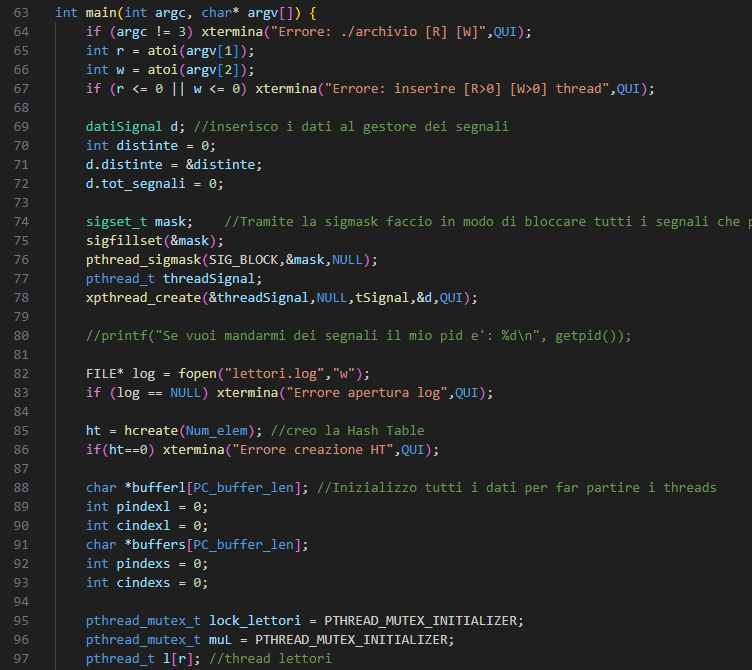 63 int main(int argc, char* argv[]) {
64 if (argc != 3) xtermina("Errore: ./archivio [R] [W]",QUI);
65 int r = atoi(argv[1]);
66 int w = atoi(argv[2]);
67 if (r <= 0 || w <= 0) xtermina("Errore: inserire [R>0] [W>0] thread",QUI);
68
69 datiSignal d; //inserisco i dati al gestore dei segnali
70 int distinte = 0;
71 d.distinte = &distinte;
72 d.tot_segnali = 0;
73
74 sigset_t mask; //Tramite la sigmask faccio in modo di bloccare tutti i segnali che
75 sigfillset(&mask);
76 pthread_sigmask(SIG_BLOCK,&mask,NULL);
77 pthread_t threadSignal;
78 xpthread_create(&threadSignal,NULL,tSignal,&d,QUI);
79
80 //printf("Se vuoi mandarmi dei segnali il mio pid e': %d\n", getpid());
81
82 FILE* log = fopen("lettori.log","w");
83 if (log == NULL) xtermina("Errore apertura log",QUI);
84
85 ht = hcreate(Num_elem); //creo la Hash Table
86 if(ht==0) xtermina("Errore creazione HT",QUI);
87
88 char *bufferl[PC_buffer_len]; //Inizializzo tutti i dati per far partire i threads
89 int pindexl = 0;
90 int cindexl = 0;
91 char *buffers[PC_buffer_len];
92 int pindexs = 0;
93 int cindexs = 0;
94
95 pthread_mutex_t lock_lettori = PTHREAD_MUTEX_INITIALIZER;
96 pthread_mutex_t muL = PTHREAD_MUTEX_INITIALIZER;
97 pthread_t l[r]; //thread lettori